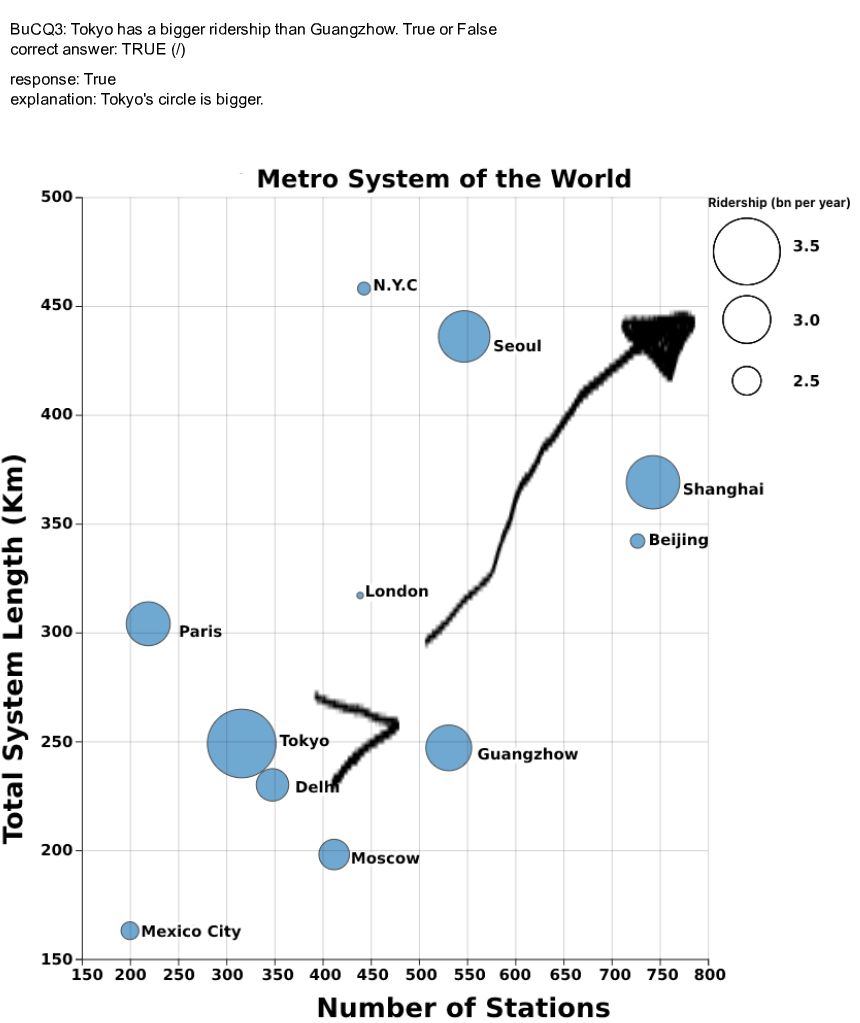 BuCQ3: Tokyo has a bigger ridership than Guangzhow. True or False
correct answer: TRUE (/)
response: True
explanation: Tokyo's circle is bigger.
Metro System of the World
Ridership (bn per year)
3.5
3.0
2.5
Total System Length (Km)
500
450
400
350
300
250
200
150
N.Y.C
Seoul
Shanghai
Beijing
London
Paris
Tokyo
Guangzhow
Delhi
Moscow
Mexico City
150 200 250 300 350 400 450 500 550 600 650 700 750 800
Number of Stations